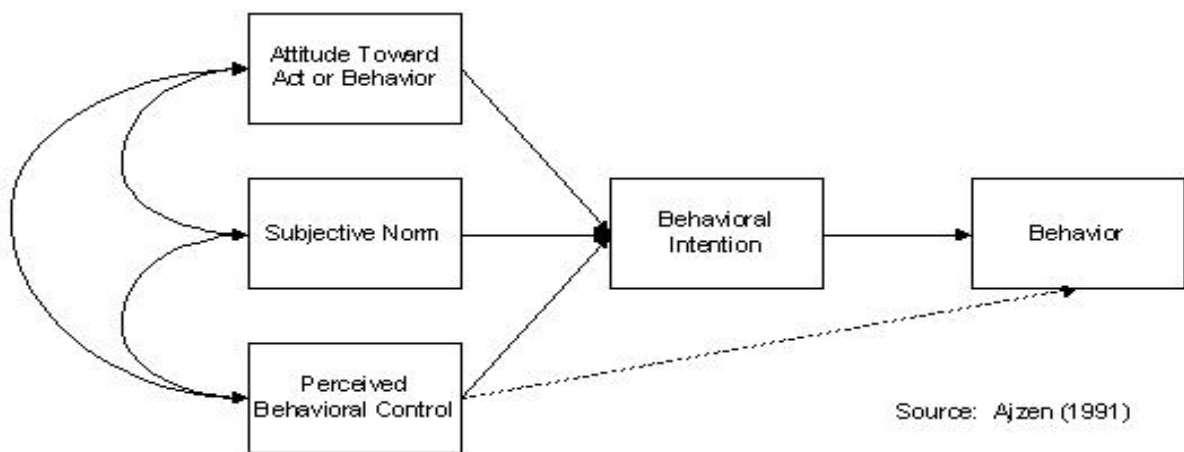 Attitude Toward
Act or Behavior
Subjective Norm
Behavioral
Intention
Behavior
Perceived
Behavioral Control
Source: Ajzen (1991)